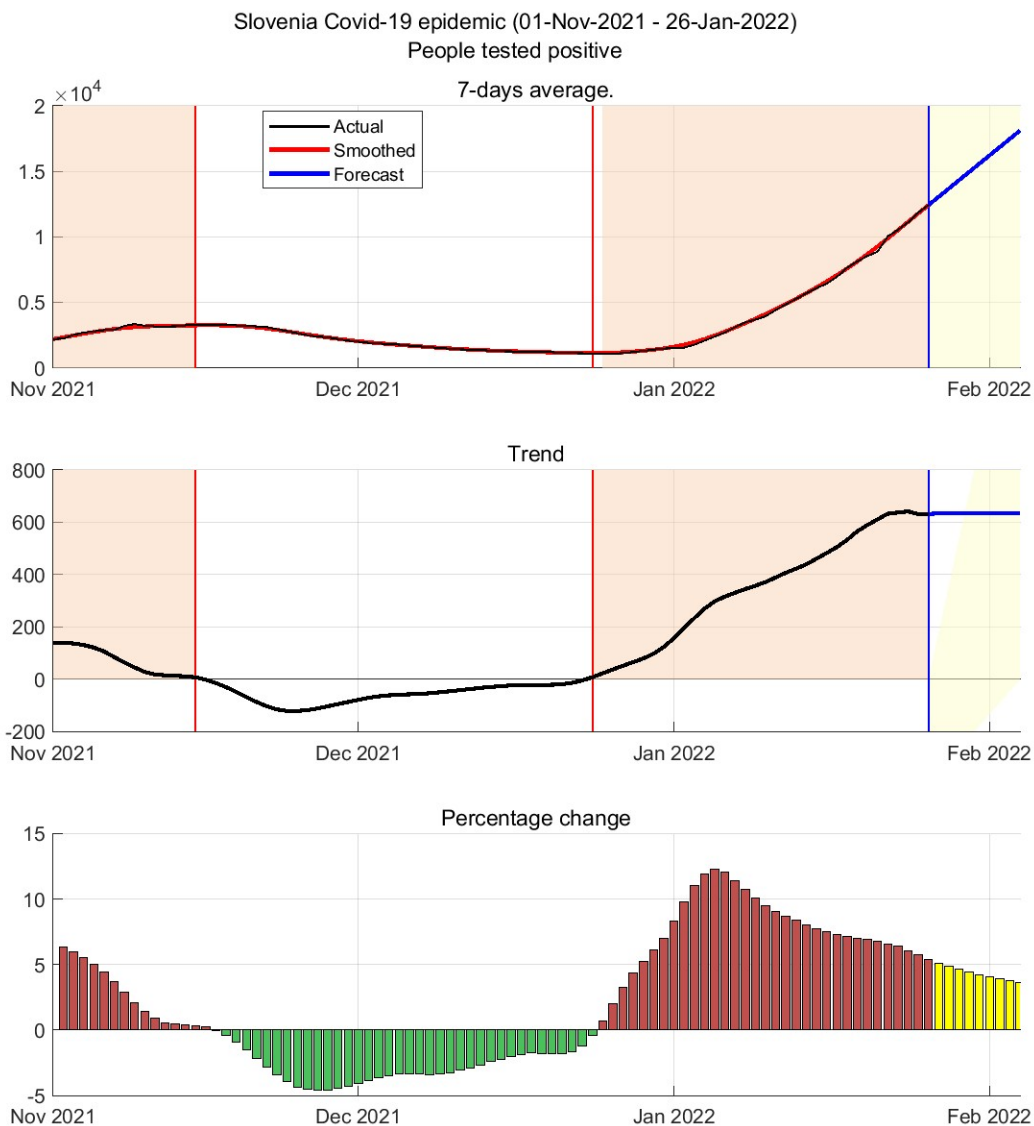 Slovenia Covid-19 epidemic (01-Nov-2021 - 26-Jan-2022)
People tested positive
7-days average.
×10⁴
2
1.5
1
0.5
0
Actual
Smoothed
Forecast
Nov 2021 Dec 2021 Jan 2022 Feb 2022
Trend
800
600
400
200
0
-200
Nov 2021 Dec 2021 Jan 2022 Feb 2022
Percentage change
15
10
5
0
-5
Nov 2021 Dec 2021 Jan 2022 Feb 2022